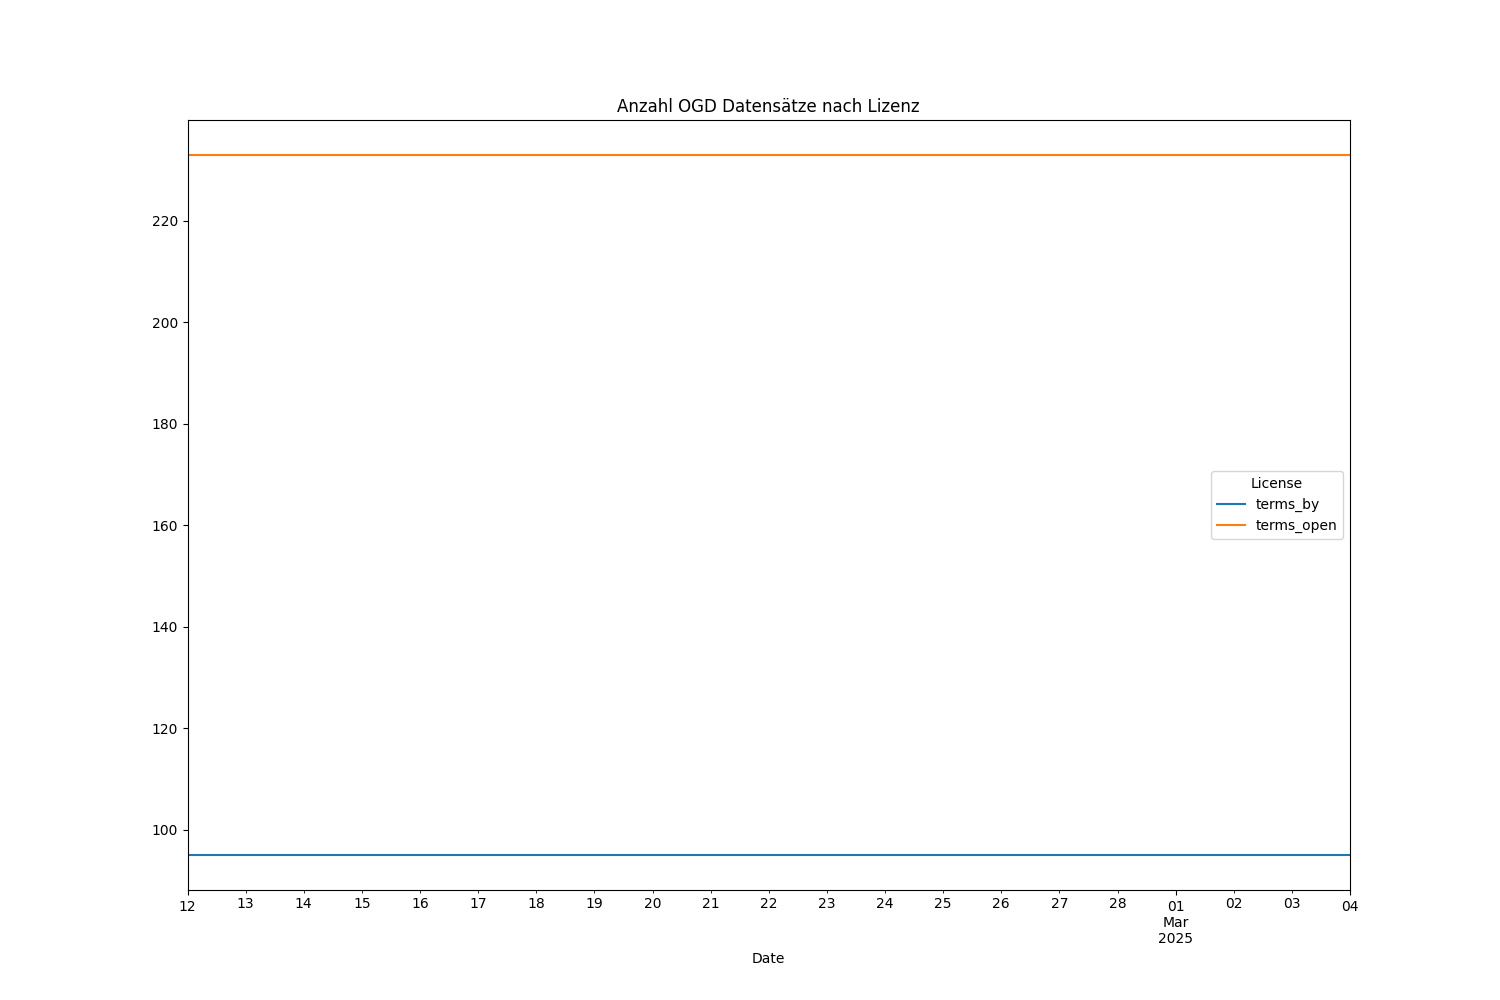 Anzahl OGD Datensätze nach Lizenz
220
200
180
160
140
120
100
License
terms_by
terms_open
12 13 14 15 16 17 18 19 20 21 22 23 24 25 26 27 28 01 02 03 04
Mar
2025
Date